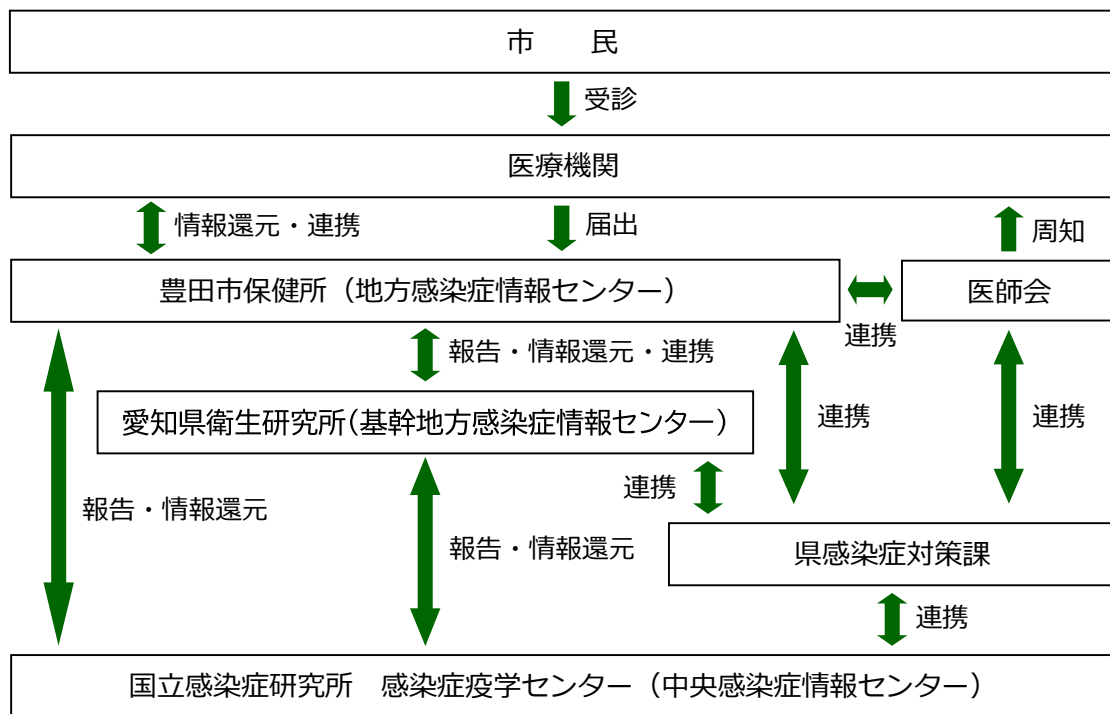 市　　民
受診
医療機関
情報還元・連携
届出
周知
豊田市保健所（地方感染症情報センター）
医師会
連携
報告・情報還元・連携
愛知県衛生研究所(基幹地方感染症情報センター)
連携
連携
連携
報告・情報還元
報告・情報還元
県感染症対策課
連携
国立感染症研究所　感染症疫学センター（中央感染症情報センター）